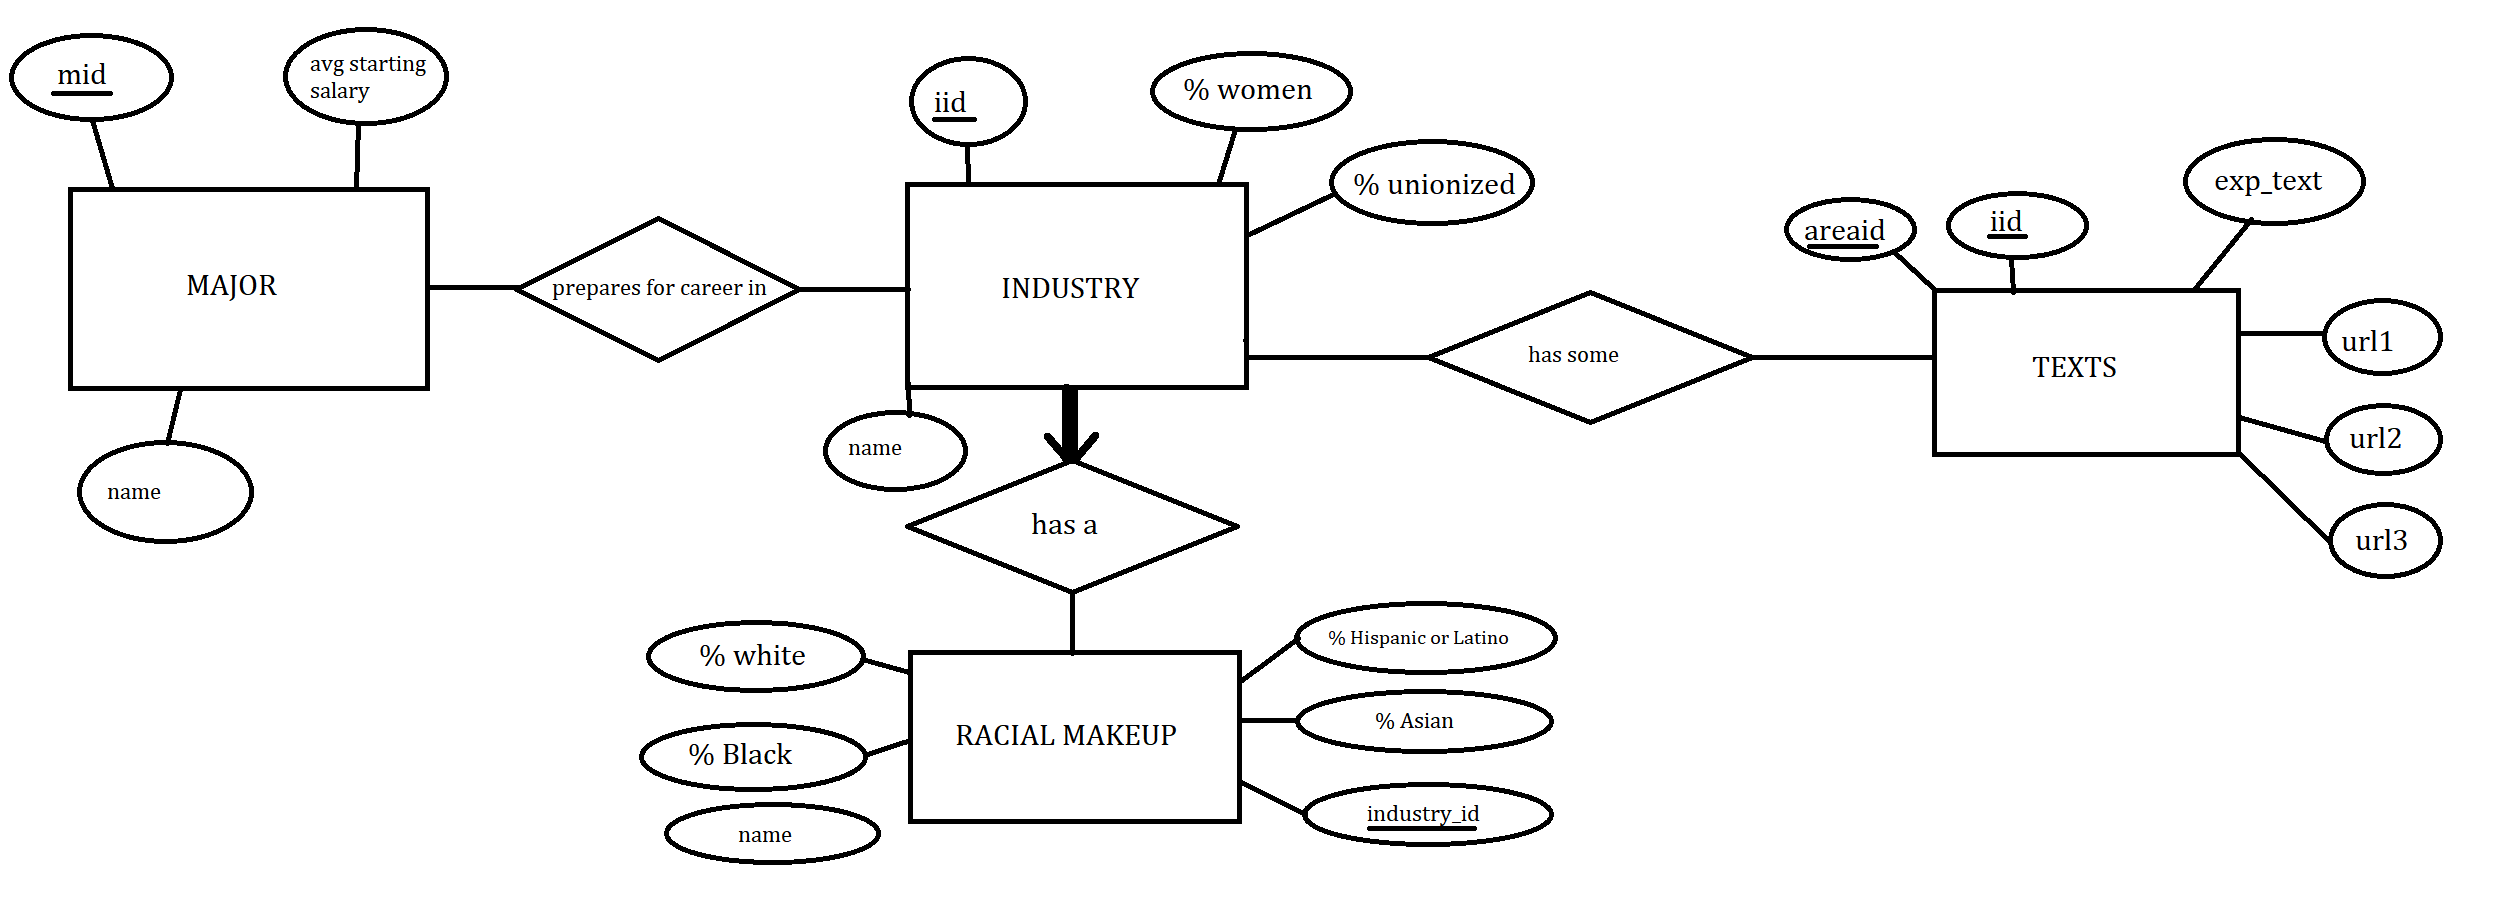 mid
avg starting
salary
MAJOR
name
prepares for career in
iid
% women
% unionized
INDUSTRY
name
has some
areaid
iid
exp_text
TEXTS
url1
url2
url3
has a
% white
% Black
name
RACIAL MAKEUP
% Hispanic or Latino
% Asian
industry_id